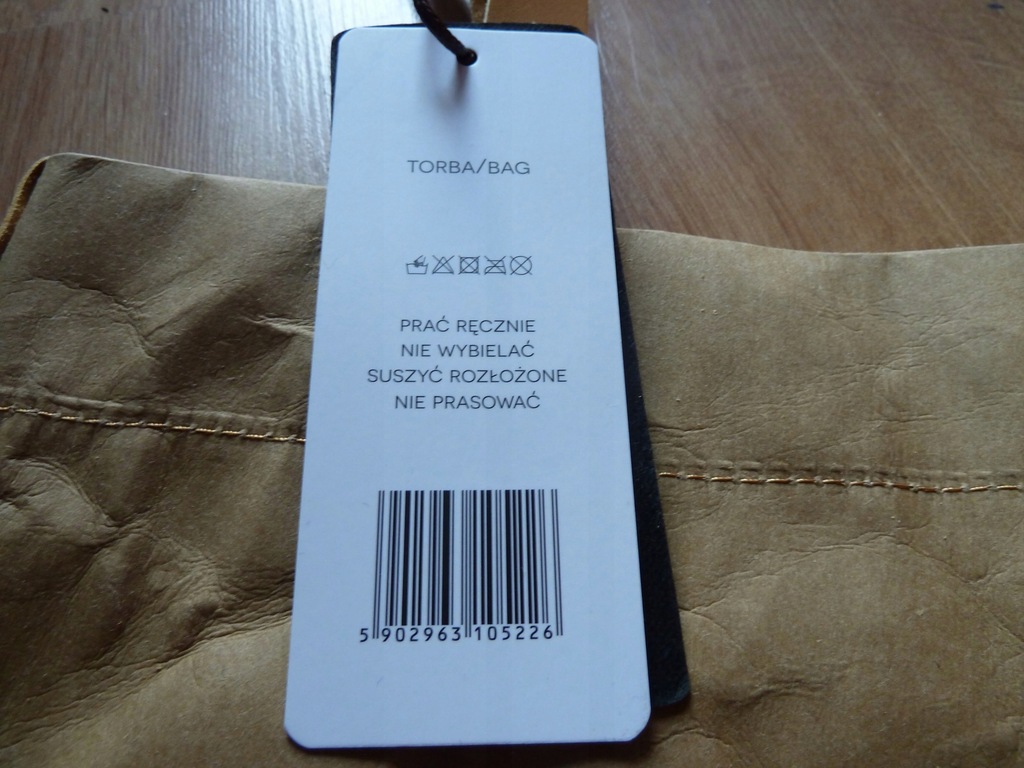 TORBA/BAG
PRAĆ RĘCZNIE
NIE WYBIELAĆ
SUSZYĆ ROZŁOŻONE
NIE PRASOWAĆ
5 902963 105226